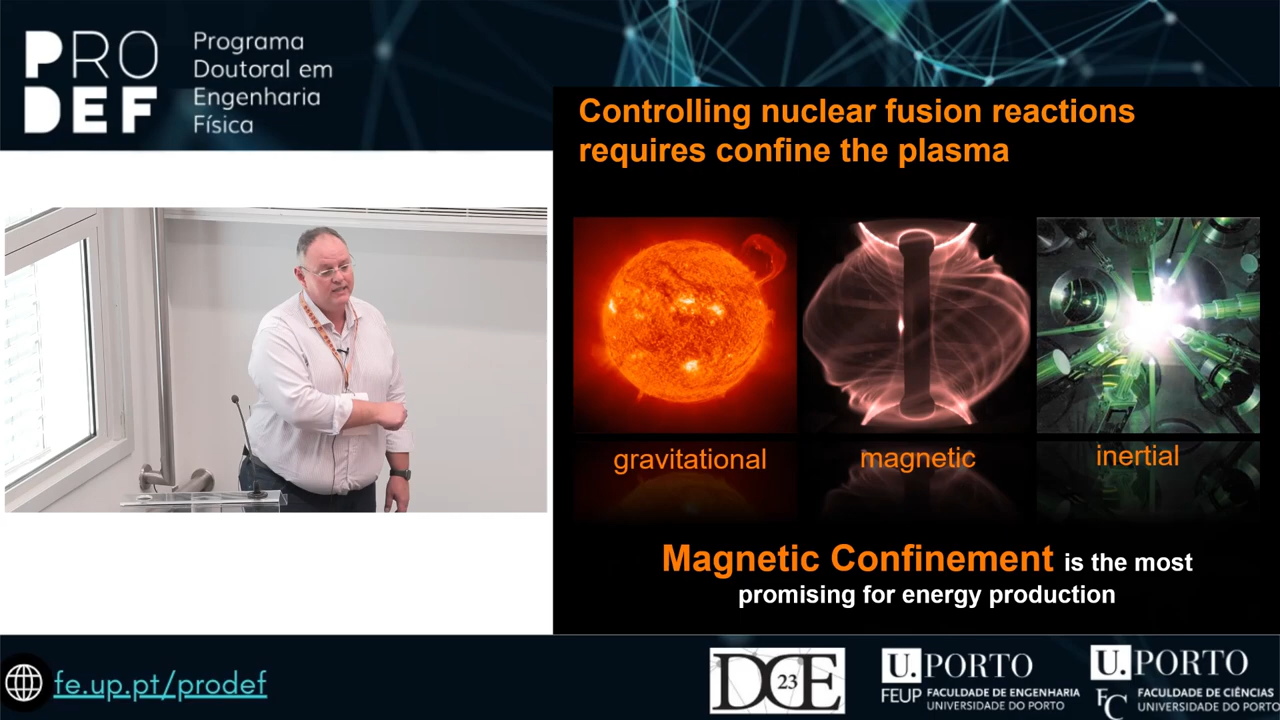 PRO
DEF
Programa
Doutoral em
Engenharia
Física
Controlling nuclear fusion reactions
requires confine the plasma
gravitational
magnetic
inertial
Magnetic Confinement is the most
promising for energy production
fe.up.pt/prodef
DCE
23
U.PORTO
FEUP FACULDADE DE ENGENHARIA
UNIVERSIDADE DO PORTO
U.PORTO
FC FACULDADE DE CIÊNCIAS
UNIVERSIDADE DO PORTO